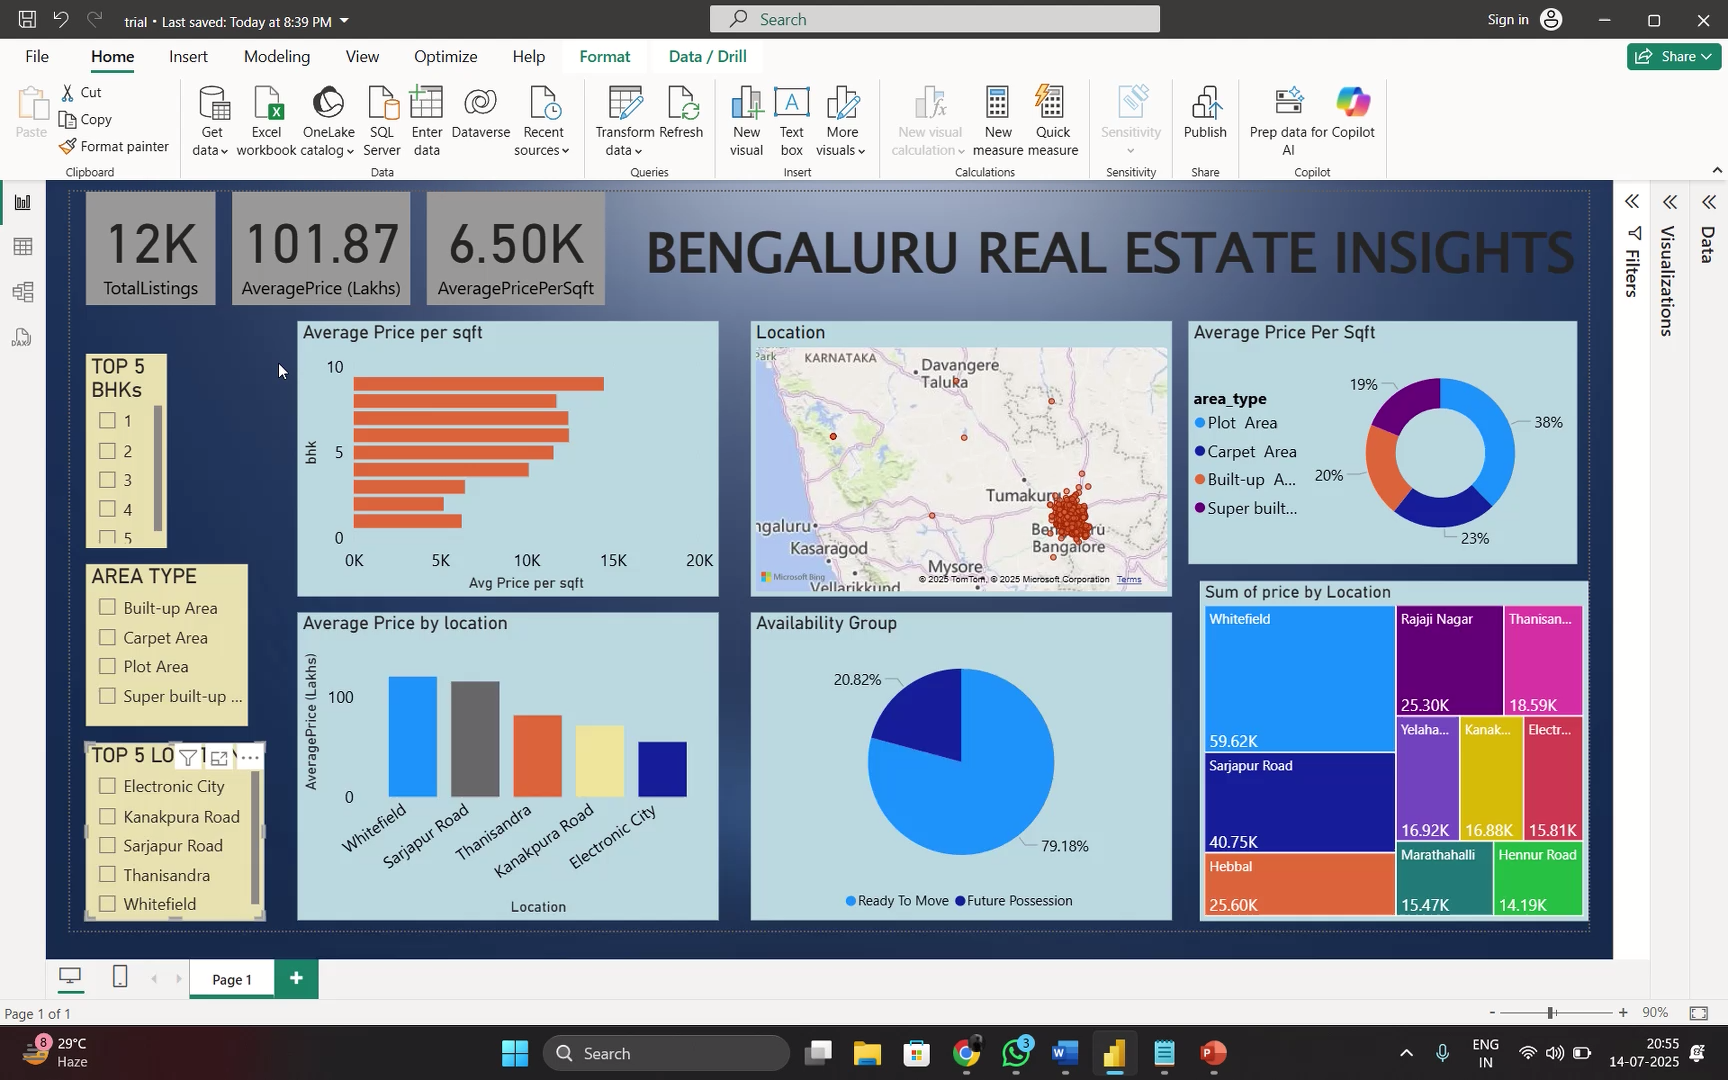 trial • Last saved: Today at 8:39 PM
Search
Sign in
File
Home
Insert
Modeling
View
Optimize
Help
Format
Data / Drill
Share
Paste
Cut
Copy
Format painter
Clipboard
Get data
Excel workbook
OneLake catalog
SQL Server
Enter data
Dataverse
Recent sources
Data
Transform data
Refresh
Queries
New visual
Text box
More visuals
Insert
New visual calculation
New measure
Quick measure
Calculations
Sensitivity
Sensitivity
Publish
Share
Prep data for AI
Copilot
Copilot
12K
TotalListings
101.87
AveragePrice (Lakhs)
6.50K
AveragePricePerSqft
BENGALURU REAL ESTATE INSIGHTS
Filters
Visualizations
Data
TOP 5
BHKs
1
2
3
4
5
AREA TYPE
Built-up Area
Carpet Area
Plot Area
Super built-up ...
TOP 5 LO
Electronic City
Kanakpura Road
Sarjapur Road
Thanisandra
Whitefield
Average Price per sqft
bhk
10
5
0
0K
5K
10K
15K
20K
Avg Price per sqft
Location
Park
KARNATAKA
Davangere
Taluka
Tumakuru
ngaluru
Bengaluru
Bangalore
Kasaragod
Mysore
Microsoft Bing
© 2025 TomTom, © 2025 Microsoft Corporation
Terms
Average Price Per Sqft
area_type
Plot Area
Carpet Area
Built-up A...
Super built...
19%
38%
20%
23%
Average Price by location
AveragePrice (Lakhs)
100
0
Whitefield
Sarjapur Road
Thanisandra
Kanakpura Road
Electronic City
Location
Availability Group
20.82%
79.18%
Ready To Move
Future Possession
Sum of price by Location
Whitefield
59.62K
Sarjapur Road
40.75K
Hebbal
25.60K
Rajaji Nagar
25.30K
Thanisan...
18.59K
Yelaha...
16.92K
Kanak...
16.88K
Electr...
15.81K
Marathahalli
15.47K
Hennur Road
14.19K
Page 1
Page 1 of 1
90%
8
29°C
Haze
Search
3
ENG
IN
20:55
14-07-2025